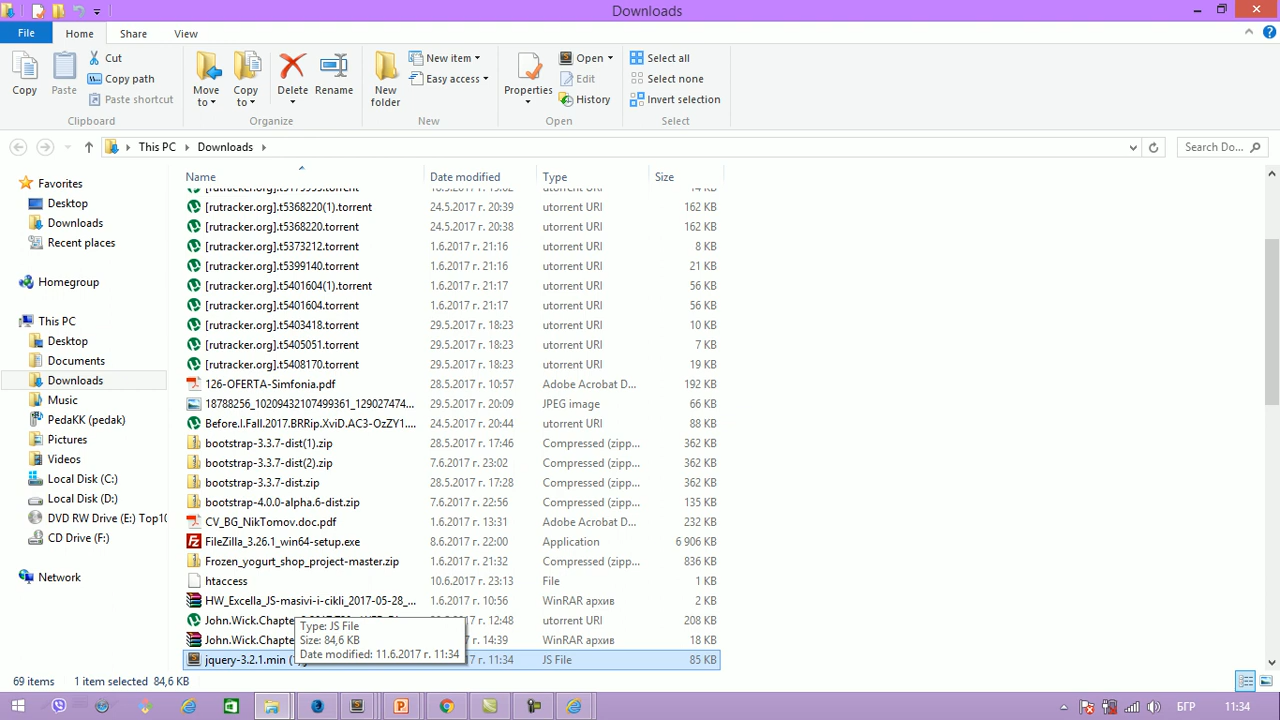 Downloads
File Home Share View
Copy
Paste
Cut
Copy path
Paste shortcut
Clipboard
Move to
Copy to
Delete
Rename
Organize
New folder
New item
Easy access
New
Properties
Open
Edit
History
Open
Select all
Select none
Invert selection
Select
This PC Downloads
Search Do...
Name Date modified Type Size
Favorites
Desktop
Downloads
Recent places
Homegroup
This PC
Desktop
Documents
Downloads
Music
PedaKK (pedak)
Pictures
Videos
Local Disk (C:)
Local Disk (D:)
DVD RW Drive (E:) Top10
CD Drive (F:)
Network
[rutracker.org].t5368220(1).torrent 24.5.2017 г. 20:39 utorrent URI 162 KB
[rutracker.org].t5368220.torrent 24.5.2017 г. 20:38 utorrent URI 162 KB
[rutracker.org].t5373212.torrent 1.6.2017 г. 21:16 utorrent URI 8 KB
[rutracker.org].t5399140.torrent 1.6.2017 г. 21:16 utorrent URI 21 KB
[rutracker.org].t5401604(1).torrent 1.6.2017 г. 21:17 utorrent URI 56 KB
[rutracker.org].t5401604.torrent 1.6.2017 г. 21:17 utorrent URI 56 KB
[rutracker.org].t5403418.torrent 29.5.2017 г. 18:23 utorrent URI 10 KB
[rutracker.org].t5405051.torrent 29.5.2017 г. 18:23 utorrent URI 7 KB
[rutracker.org].t5408170.torrent 29.5.2017 г. 18:23 utorrent URI 19 KB
126-OFERTA-Simfonia.pdf 28.5.2017 г. 10:57 Adobe Acrobat D... 192 KB
18788256_10209432107499361_129027474... 29.5.2017 г. 20:09 JPEG image 66 KB
Before.I.Fall.2017.BRRip.XviD.AC3-OzZY1.... 24.5.2017 г. 20:44 utorrent URI 88 KB
bootstrap-3.3.7-dist(1).zip 28.5.2017 г. 17:46 Compressed (zipp... 362 KB
bootstrap-3.3.7-dist(2).zip 7.6.2017 г. 23:02 Compressed (zipp... 362 KB
bootstrap-3.3.7-dist.zip 28.5.2017 г. 17:28 Compressed (zipp... 362 KB
bootstrap-4.0.0-alpha.6-dist.zip 7.6.2017 г. 22:56 Compressed (zipp... 135 KB
CV_BG_NikTomov.doc.pdf 1.6.2017 г. 13:31 Adobe Acrobat D... 232 KB
FileZilla_3.26.1_win64-setup.exe 8.6.2017 г. 22:00 Application 6 906 KB
Frozen_yogurt_shop_project-master.zip 1.6.2017 г. 21:32 Compressed (zipp... 836 KB
htaccess 10.6.2017 г. 23:13 File 1 KB
HW_Excella_JS-masivi-i-cikli_2017-05-28_... 1.6.2017 г. 10:56 WinRAR архив 2 KB
John.Wick.Chapte г. 12:48 utorrent URI 208 KB
John.Wick.Chapte г. 14:39 WinRAR архив 18 KB
jquery-3.2.1.min ( 7 г. 11:34 JS File 85 KB
Type: JS File
Size: 84,6 KB
Date modified: 11.6.2017 г. 11:34
69 items 1 item selected 84,6 KB
БГР 11:34